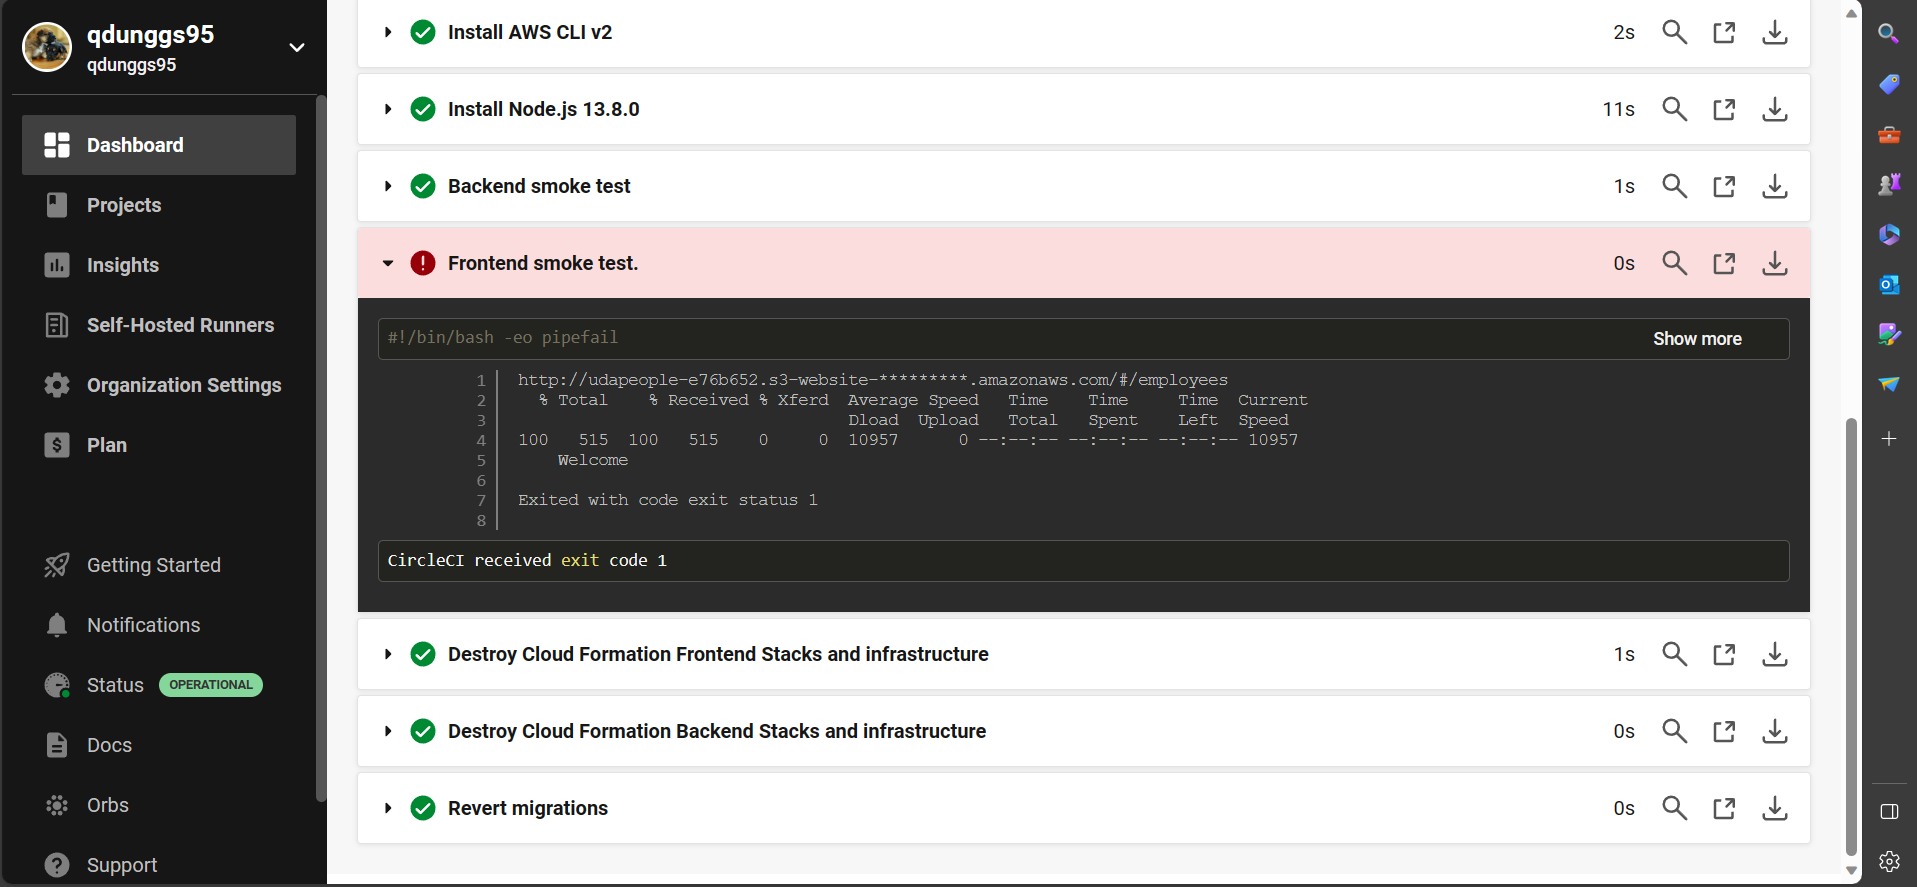 qdunggs95
qdunggs95
Dashboard
Projects
Insights
Self-Hosted Runners
Organization Settings
Plan
Getting Started
Notifications
Status OPERATIONAL
Docs
Orbs
Support
Install AWS CLI v2 2s
Install Node.js 13.8.0 11s
Backend smoke test 1s
Frontend smoke test. 0s
#!/bin/bash -eo pipefail Show more
1 http://udapeople-e76b652.s3-website-*********.amazonaws.com/#/employees
2 % Total % Received % Xferd Average Speed Time Time Time Current
3 Dload Upload Total Spent Left Speed
4 100 515 100 515 0 0 10957 0 --:--:-- --:--:-- --:--:-- 10957
5 Welcome
6
7 Exited with code exit status 1
8
CircleCI received exit code 1
Destroy Cloud Formation Frontend Stacks and infrastructure 1s
Destroy Cloud Formation Backend Stacks and infrastructure 0s
Revert migrations 0s